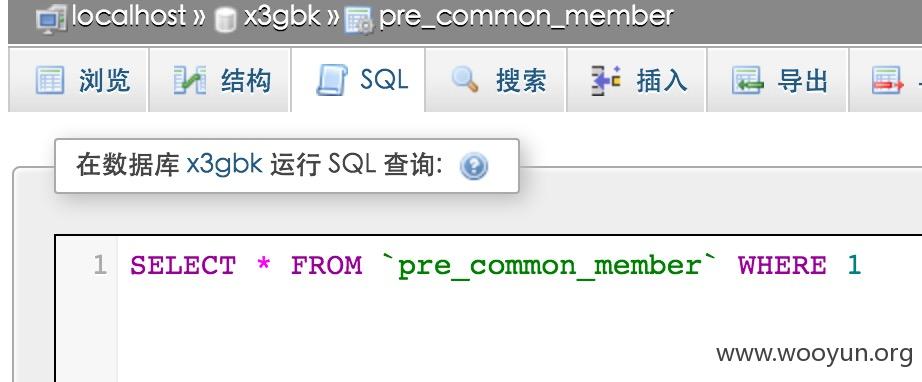 localhost » x3gbk » pre_common_member
浏览 结构 SQL 搜索 插入 导出
在数据库 x3gbk 运行 SQL 查询:
1 SELECT * FROM `pre_common_member` WHERE 1
www.wooyun.org